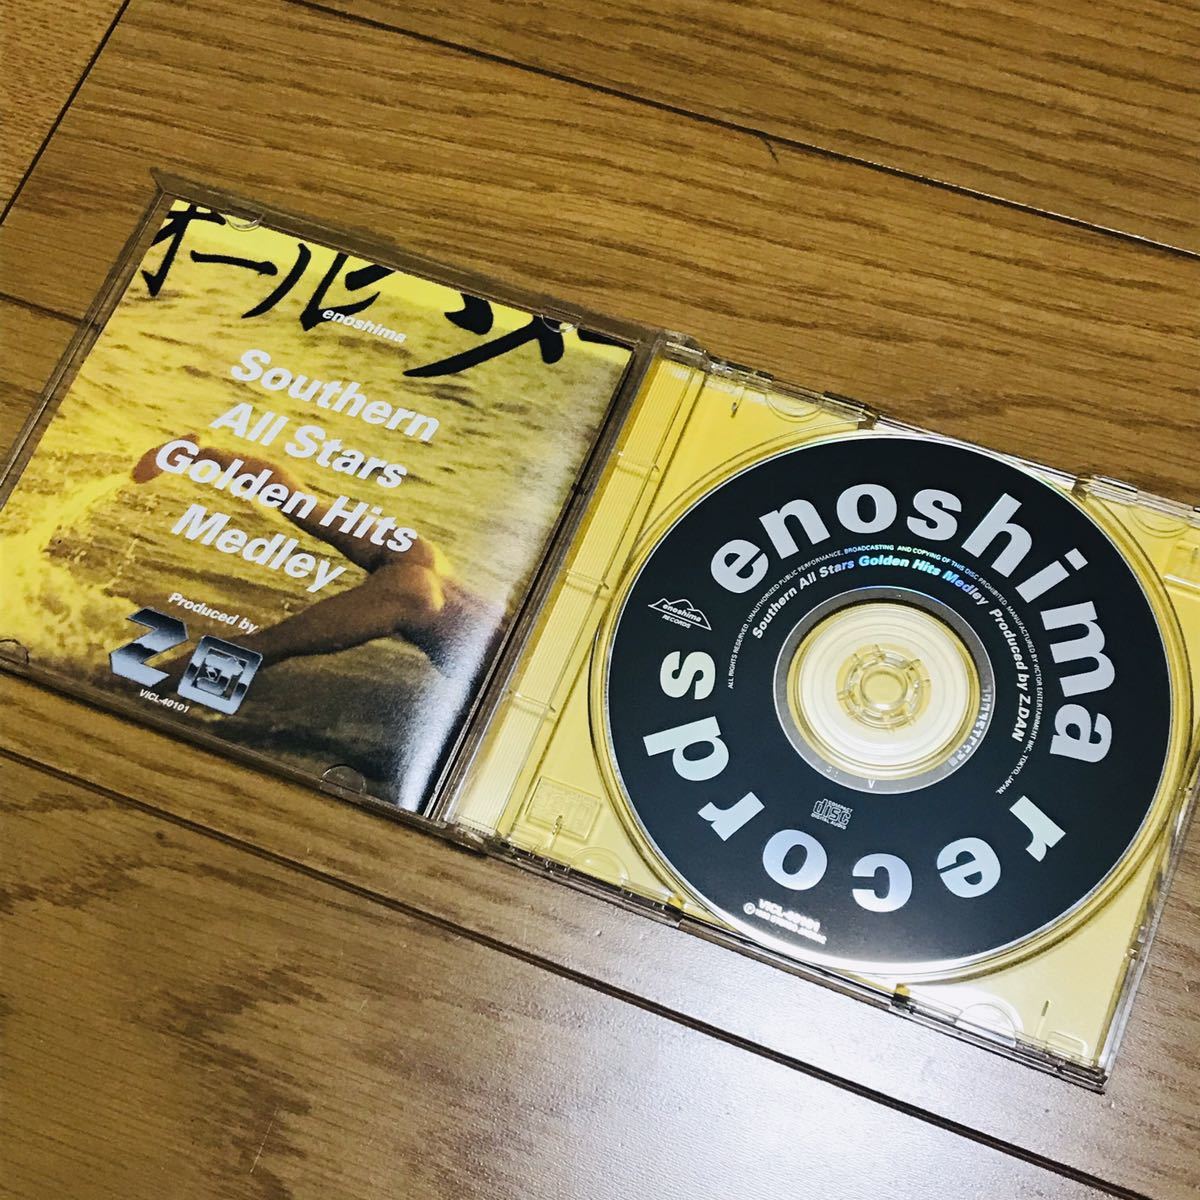 オールス
enoshima
Southern
All Stars
Golden Hits
Medley
Produced by
VICL-40101
enoshima records
ALL RIGHTS RESERVED. UNAUTHORIZED PUBLIC PERFORMANCE, BROADCASTING AND COPYING OF THIS DISC PROHIBITED. MANUFACTURED BY VICTOR ENTERTAINMENT INC., TOKYO, JAPAN.
Southern All Stars Golden Hits Medley Produced by Z.DAN
enoshima
RECORDS
COMPACT
disc
DIGITAL AUDIO
VICL-40101